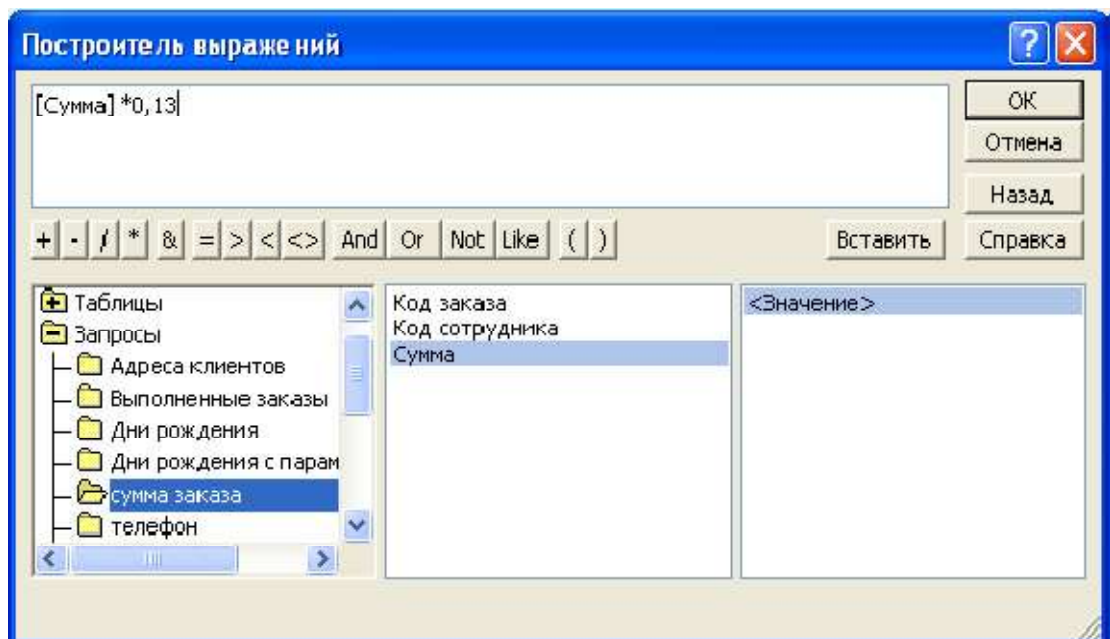 Построитель выражений
[Сумма] *0,13
ОК
Отмена
Назад
+ - / * & = > < <> And Or Not Like ( ) Вставить Справка
Таблицы
Запросы
Адреса клиентов
Выполненные заказы
Дни рождения
Дни рождения с парам
сумма заказа
телефон
Код заказа
Код сотрудника
Сумма
<Значение>